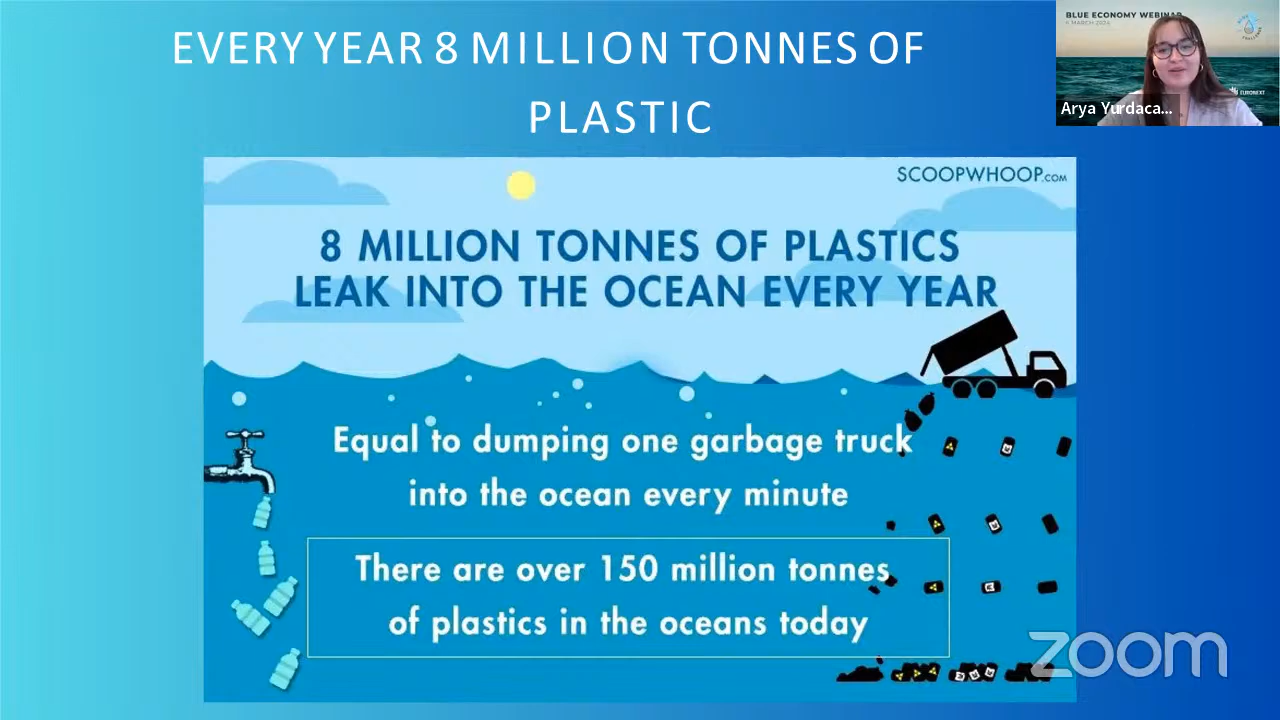 EVERY YEAR 8 MILLION TONNES OF
PLASTIC
BLUE ECONOMY WEBINAR
Arya Yurdaca...
EURONEXT
SCOOPWHOOP.COM
8 MILLION TONNES OF PLASTICS
LEAK INTO THE OCEAN EVERY YEAR
Equal to dumping one garbage truck
into the ocean every minute
There are over 150 million tonnes
of plastics in the oceans today
zoom